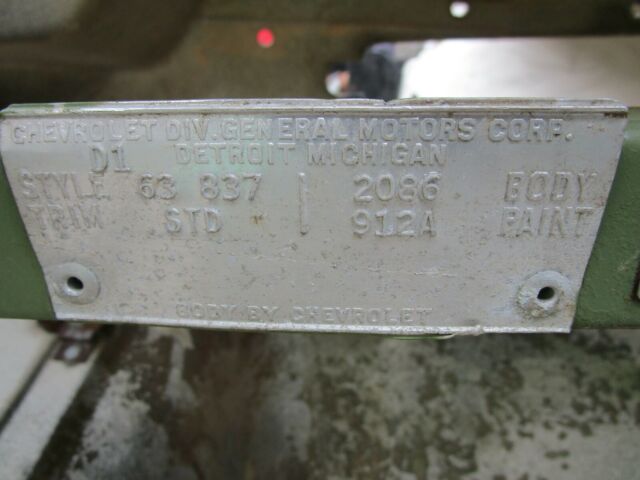 CHEVROLET DIV. GENERAL MOTORS CORP.
D1 DETROIT MICHIGAN
STYLE 63 837 | 2086 BODY
TRIM STD | 912A PAINT
BODY BY CHEVROLET